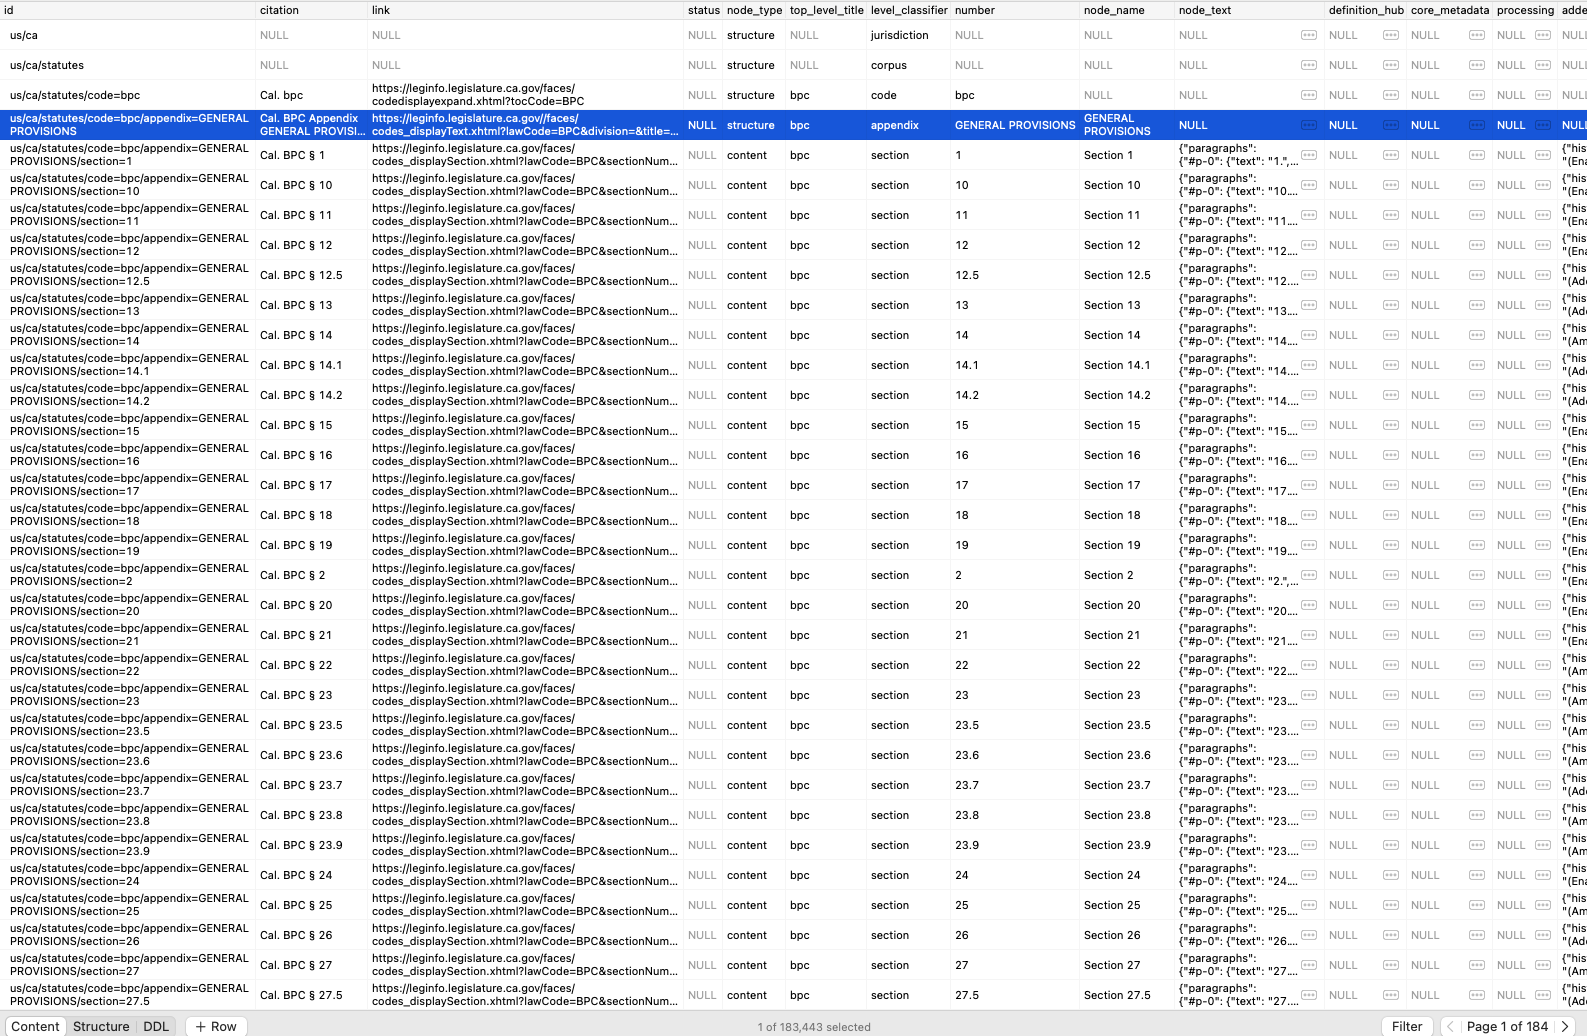 id citation link status node_type top_level_title level_classifier number node_name node_text definition_hub core_metadata processing adde
us/ca NULL NULL NULL structure NULL jurisdiction NULL NULL NULL NULL NULL NULL NULL
us/ca/statutes NULL NULL NULL structure NULL corpus NULL NULL NULL NULL NULL NULL NULL
us/ca/statutes/code=bpc Cal. bpc https://leginfo.legislature.ca.gov/faces/
codedisplayexpand.xhtml?tocCode=BPC NULL structure bpc code bpc NULL NULL NULL NULL NULL NULL
us/ca/statutes/code=bpc/appendix=GENERAL Cal. BPC Appendix https://leginfo.legislature.ca.gov//faces/
PROVISIONS GENERAL PROVISI... codes_displayText.xhtml?lawCode=BPC&division=&title=... NULL structure bpc appendix GENERAL PROVISIONS GENERAL PROVISIONS NULL NULL NULL NULL NULL
us/ca/statutes/code=bpc/appendix=GENERAL https://leginfo.legislature.ca.gov/faces/ {"paragraphs": {"his
PROVISIONS/section=1 Cal. BPC § 1 codes_displaySection.xhtml?lawCode=BPC&sectionNum... NULL content bpc section 1 Section 1 {"#p-0": {"text": "1.",... NULL NULL NULL "(Ena
us/ca/statutes/code=bpc/appendix=GENERAL https://leginfo.legislature.ca.gov/faces/ {"paragraphs": {"his
PROVISIONS/section=10 Cal. BPC § 10 codes_displaySection.xhtml?lawCode=BPC&sectionNum... NULL content bpc section 10 Section 10 {"#p-0": {"text": "10.... NULL NULL NULL "(Ena
us/ca/statutes/code=bpc/appendix=GENERAL https://leginfo.legislature.ca.gov/faces/ {"paragraphs": {"his
PROVISIONS/section=11 Cal. BPC § 11 codes_displaySection.xhtml?lawCode=BPC&sectionNum... NULL content bpc section 11 Section 11 {"#p-0": {"text": "11.... NULL NULL NULL "(Ena
us/ca/statutes/code=bpc/appendix=GENERAL https://leginfo.legislature.ca.gov/faces/ {"paragraphs": {"his
PROVISIONS/section=12 Cal. BPC § 12 codes_displaySection.xhtml?lawCode=BPC&sectionNum... NULL content bpc section 12 Section 12 {"#p-0": {"text": "12.... NULL NULL NULL "(Ena
us/ca/statutes/code=bpc/appendix=GENERAL https://leginfo.legislature.ca.gov/faces/ {"paragraphs": {"his
PROVISIONS/section=12.5 Cal. BPC § 12.5 codes_displaySection.xhtml?lawCode=BPC&sectionNum... NULL content bpc section 12.5 Section 12.5 {"#p-0": {"text": "12.... NULL NULL NULL "(Adc
us/ca/statutes/code=bpc/appendix=GENERAL https://leginfo.legislature.ca.gov/faces/ {"paragraphs": {"his
PROVISIONS/section=13 Cal. BPC § 13 codes_displaySection.xhtml?lawCode=BPC&sectionNum... NULL content bpc section 13 Section 13 {"#p-0": {"text": "13.... NULL NULL NULL "(Adc
us/ca/statutes/code=bpc/appendix=GENERAL https://leginfo.legislature.ca.gov/faces/ {"paragraphs": {"his
PROVISIONS/section=14 Cal. BPC § 14 codes_displaySection.xhtml?lawCode=BPC&sectionNum... NULL content bpc section 14 Section 14 {"#p-0": {"text": "14.... NULL NULL NULL "(Am
us/ca/statutes/code=bpc/appendix=GENERAL https://leginfo.legislature.ca.gov/faces/ {"paragraphs": {"his
PROVISIONS/section=14.1 Cal. BPC § 14.1 codes_displaySection.xhtml?lawCode=BPC&sectionNum... NULL content bpc section 14.1 Section 14.1 {"#p-0": {"text": "14.... NULL NULL NULL "(Adc
us/ca/statutes/code=bpc/appendix=GENERAL https://leginfo.legislature.ca.gov/faces/ {"paragraphs": {"his
PROVISIONS/section=14.2 Cal. BPC § 14.2 codes_displaySection.xhtml?lawCode=BPC&sectionNum... NULL content bpc section 14.2 Section 14.2 {"#p-0": {"text": "14.... NULL NULL NULL "(Adc
us/ca/statutes/code=bpc/appendix=GENERAL https://leginfo.legislature.ca.gov/faces/ {"paragraphs": {"his
PROVISIONS/section=15 Cal. BPC § 15 codes_displaySection.xhtml?lawCode=BPC&sectionNum... NULL content bpc section 15 Section 15 {"#p-0": {"text": "15.... NULL NULL NULL "(Ena
us/ca/statutes/code=bpc/appendix=GENERAL https://leginfo.legislature.ca.gov/faces/ {"paragraphs": {"his
PROVISIONS/section=16 Cal. BPC § 16 codes_displaySection.xhtml?lawCode=BPC&sectionNum... NULL content bpc section 16 Section 16 {"#p-0": {"text": "16.... NULL NULL NULL "(Ena
us/ca/statutes/code=bpc/appendix=GENERAL https://leginfo.legislature.ca.gov/faces/ {"paragraphs": {"his
PROVISIONS/section=17 Cal. BPC § 17 codes_displaySection.xhtml?lawCode=BPC&sectionNum... NULL content bpc section 17 Section 17 {"#p-0": {"text": "17.... NULL NULL NULL "(Ena
us/ca/statutes/code=bpc/appendix=GENERAL https://leginfo.legislature.ca.gov/faces/ {"paragraphs": {"his
PROVISIONS/section=18 Cal. BPC § 18 codes_displaySection.xhtml?lawCode=BPC&sectionNum... NULL content bpc section 18 Section 18 {"#p-0": {"text": "18.... NULL NULL NULL "(Ena
us/ca/statutes/code=bpc/appendix=GENERAL https://leginfo.legislature.ca.gov/faces/ {"paragraphs": {"his
PROVISIONS/section=19 Cal. BPC § 19 codes_displaySection.xhtml?lawCode=BPC&sectionNum... NULL content bpc section 19 Section 19 {"#p-0": {"text": "19.... NULL NULL NULL "(Ena
us/ca/statutes/code=bpc/appendix=GENERAL https://leginfo.legislature.ca.gov/faces/ {"paragraphs": {"his
PROVISIONS/section=2 Cal. BPC § 2 codes_displaySection.xhtml?lawCode=BPC&sectionNum... NULL content bpc section 2 Section 2 {"#p-0": {"text": "2.",... NULL NULL NULL "(Ena
us/ca/statutes/code=bpc/appendix=GENERAL https://leginfo.legislature.ca.gov/faces/ {"paragraphs": {"his
PROVISIONS/section=20 Cal. BPC § 20 codes_displaySection.xhtml?lawCode=BPC&sectionNum... NULL content bpc section 20 Section 20 {"#p-0": {"text": "20.... NULL NULL NULL "(Ena
us/ca/statutes/code=bpc/appendix=GENERAL https://leginfo.legislature.ca.gov/faces/ {"paragraphs": {"his
PROVISIONS/section=21 Cal. BPC § 21 codes_displaySection.xhtml?lawCode=BPC&sectionNum... NULL content bpc section 21 Section 21 {"#p-0": {"text": "21.... NULL NULL NULL "(Ena
us/ca/statutes/code=bpc/appendix=GENERAL https://leginfo.legislature.ca.gov/faces/ {"paragraphs": {"his
PROVISIONS/section=22 Cal. BPC § 22 codes_displaySection.xhtml?lawCode=BPC&sectionNum... NULL content bpc section 22 Section 22 {"#p-0": {"text": "22.... NULL NULL NULL "(Am
us/ca/statutes/code=bpc/appendix=GENERAL https://leginfo.legislature.ca.gov/faces/ {"paragraphs": {"his
PROVISIONS/section=23 Cal. BPC § 23 codes_displaySection.xhtml?lawCode=BPC&sectionNum... NULL content bpc section 23 Section 23 {"#p-0": {"text": "23.... NULL NULL NULL "(Ena
us/ca/statutes/code=bpc/appendix=GENERAL https://leginfo.legislature.ca.gov/faces/ {"paragraphs": {"his
PROVISIONS/section=23.5 Cal. BPC § 23.5 codes_displaySection.xhtml?lawCode=BPC&sectionNum... NULL content bpc section 23.5 Section 23.5 {"#p-0": {"text": "23.... NULL NULL NULL "(Am
us/ca/statutes/code=bpc/appendix=GENERAL https://leginfo.legislature.ca.gov/faces/ {"paragraphs": {"his
PROVISIONS/section=23.6 Cal. BPC § 23.6 codes_displaySection.xhtml?lawCode=BPC&sectionNum... NULL content bpc section 23.6 Section 23.6 {"#p-0": {"text": "23.... NULL NULL NULL "(Am
us/ca/statutes/code=bpc/appendix=GENERAL https://leginfo.legislature.ca.gov/faces/ {"paragraphs": {"his
PROVISIONS/section=23.7 Cal. BPC § 23.7 codes_displaySection.xhtml?lawCode=BPC&sectionNum... NULL content bpc section 23.7 Section 23.7 {"#p-0": {"text": "23.... NULL NULL NULL "(Adc
us/ca/statutes/code=bpc/appendix=GENERAL https://leginfo.legislature.ca.gov/faces/ {"paragraphs": {"his
PROVISIONS/section=23.8 Cal. BPC § 23.8 codes_displaySection.xhtml?lawCode=BPC&sectionNum... NULL content bpc section 23.8 Section 23.8 {"#p-0": {"text": "23.... NULL NULL NULL "(Am
us/ca/statutes/code=bpc/appendix=GENERAL https://leginfo.legislature.ca.gov/faces/ {"paragraphs": {"his
PROVISIONS/section=23.9 Cal. BPC § 23.9 codes_displaySection.xhtml?lawCode=BPC&sectionNum... NULL content bpc section 23.9 Section 23.9 {"#p-0": {"text": "23.... NULL NULL NULL "(Am
us/ca/statutes/code=bpc/appendix=GENERAL https://leginfo.legislature.ca.gov/faces/ {"paragraphs": {"his
PROVISIONS/section=24 Cal. BPC § 24 codes_displaySection.xhtml?lawCode=BPC&sectionNum... NULL content bpc section 24 Section 24 {"#p-0": {"text": "24.... NULL NULL NULL "(Ena
us/ca/statutes/code=bpc/appendix=GENERAL https://leginfo.legislature.ca.gov/faces/ {"paragraphs": {"his
PROVISIONS/section=25 Cal. BPC § 25 codes_displaySection.xhtml?lawCode=BPC&sectionNum... NULL content bpc section 25 Section 25 {"#p-0": {"text": "25.... NULL NULL NULL "(Am
us/ca/statutes/code=bpc/appendix=GENERAL https://leginfo.legislature.ca.gov/faces/ {"paragraphs": {"his
PROVISIONS/section=26 Cal. BPC § 26 codes_displaySection.xhtml?lawCode=BPC&sectionNum... NULL content bpc section 26 Section 26 {"#p-0": {"text": "26.... NULL NULL NULL "(Am
us/ca/statutes/code=bpc/appendix=GENERAL https://leginfo.legislature.ca.gov/faces/ {"paragraphs": {"his
PROVISIONS/section=27 Cal. BPC § 27 codes_displaySection.xhtml?lawCode=BPC&sectionNum... NULL content bpc section 27 Section 27 {"#p-0": {"text": "27.... NULL NULL NULL "(Am
us/ca/statutes/code=bpc/appendix=GENERAL https://leginfo.legislature.ca.gov/faces/ {"paragraphs": {"his
PROVISIONS/section=27.5 Cal. BPC § 27.5 codes_displaySection.xhtml?lawCode=BPC&sectionNum... NULL content bpc section 27.5 Section 27.5 {"#p-0": {"text": "27.... NULL NULL NULL "(Adc
Content Structure DDL + Row 1 of 183,443 selected Filter Page 1 of 184